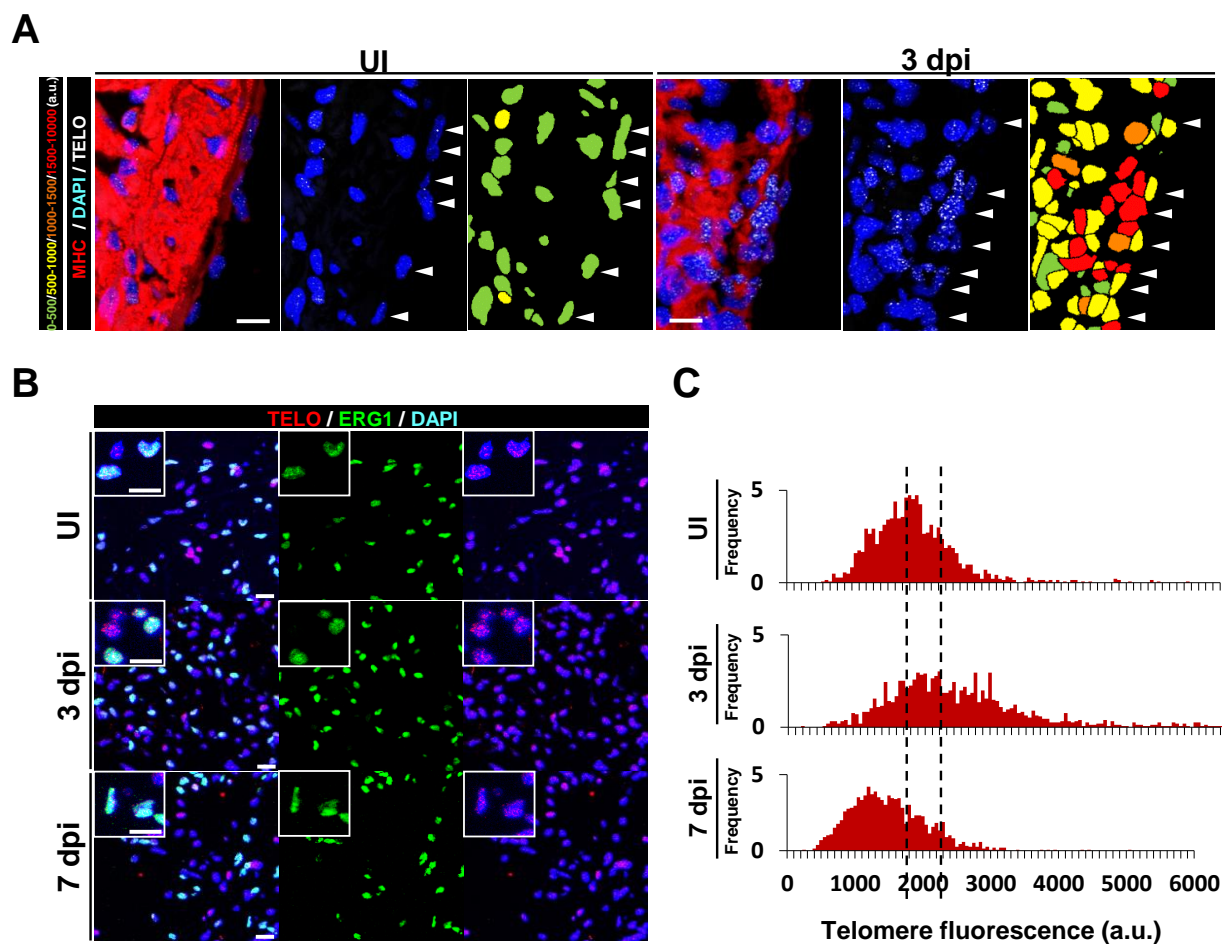 A
UI
3 dpi
0-500/500-1000/1000-1500/1500-10000 (a.u.)
MHC / DAPI / TELO
B
TELO / ERG1 / DAPI
UI
3 dpi
7 dpi
C
UI
Frequency
5
0
3 dpi
Frequency
5
0
7 dpi
Frequency
5
0
0 1000 2000 3000 4000 5000 6000
Telomere fluorescence (a.u.)